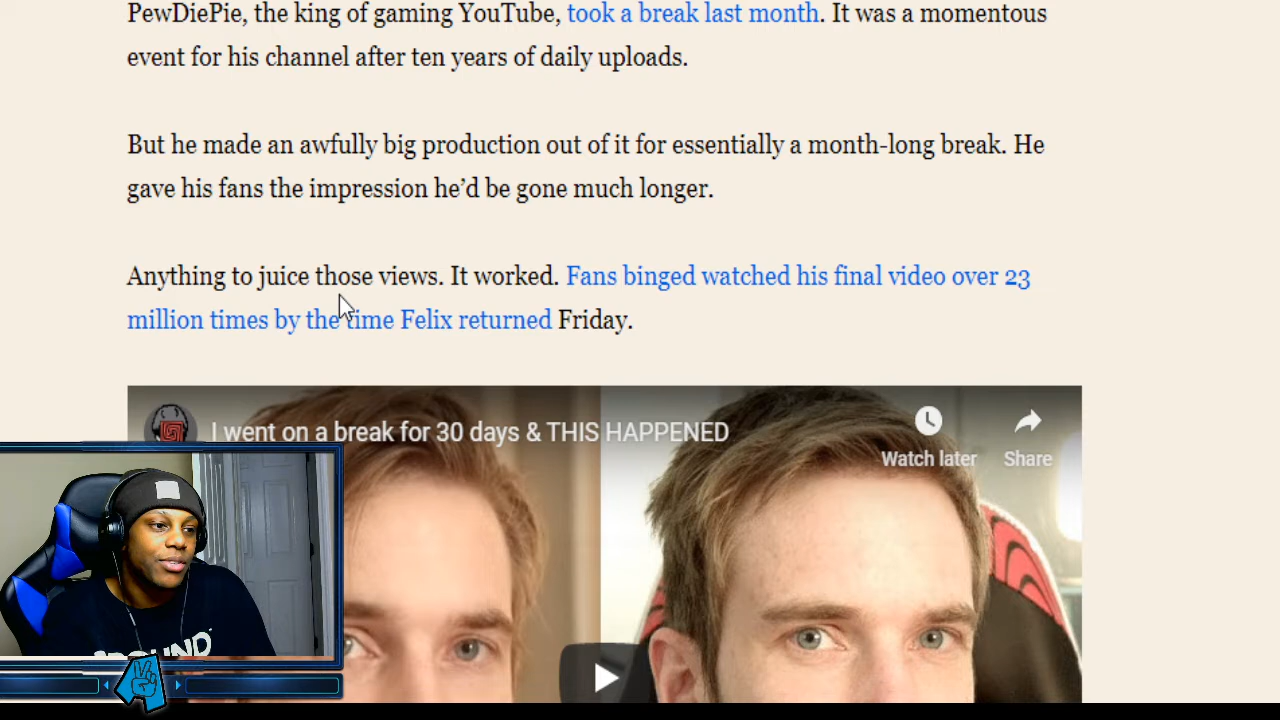 PewDiePie, the king of gaming YouTube, took a break last month. It was a momentous
event for his channel after ten years of daily uploads.
But he made an awfully big production out of it for essentially a month-long break. He
gave his fans the impression he’d be gone much longer.
Anything to juice those views. It worked. Fans binged watched his final video over 23
million times by the time Felix returned Friday.
I went on a break for 30 days & THIS HAPPENED
Watch later
Share